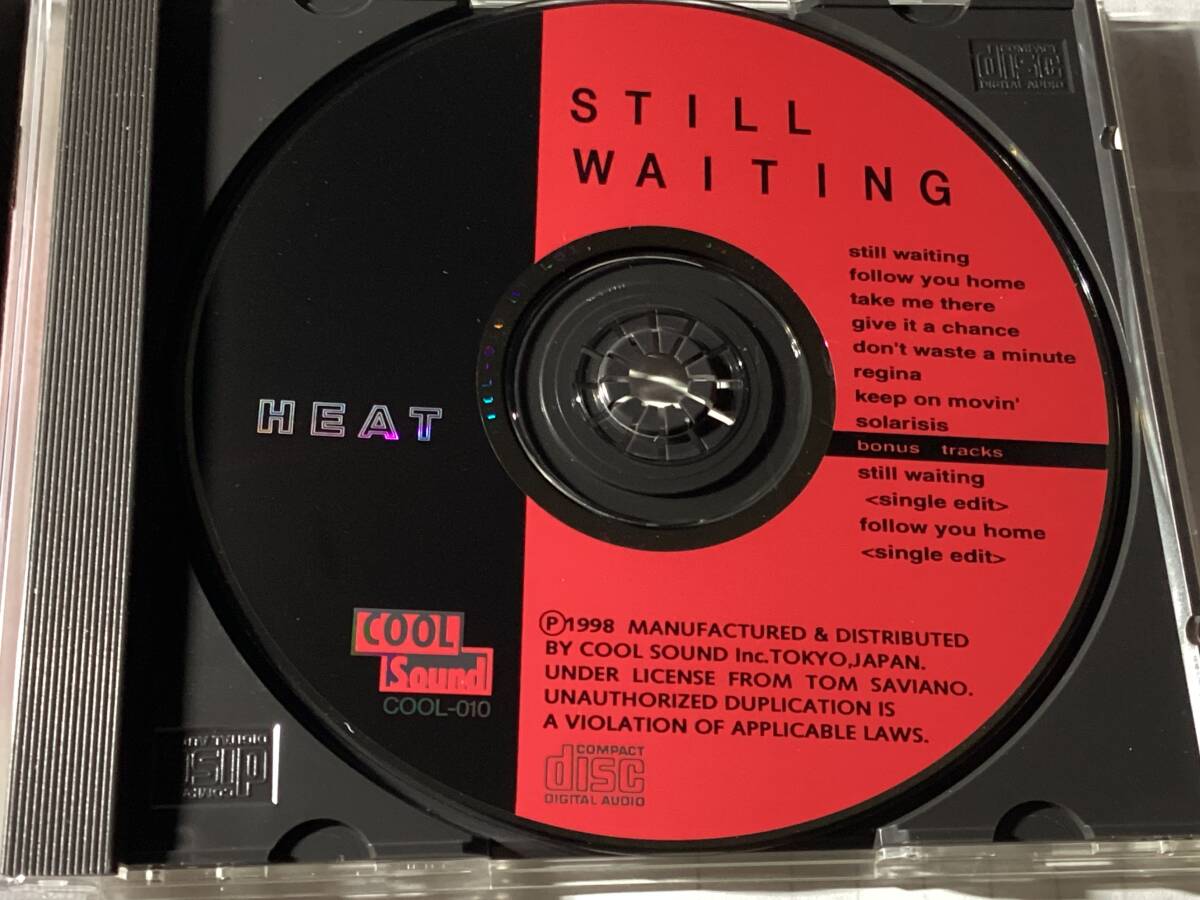 STILL
WAITING
still waiting
follow you home
take me there
give it a chance
don't waste a minute
regina
keep on movin'
solarisis
bonus tracks
still waiting
<single edit>
follow you home
<single edit>
HEAT
COOL
Sound
COOL-010
Ⓟ1998 MANUFACTURED & DISTRIBUTED
BY COOL SOUND Inc.TOKYO,JAPAN.
UNDER LICENSE FROM TOM SAVIANO.
UNAUTHORIZED DUPLICATION IS
A VIOLATION OF APPLICABLE LAWS.
COMPACT
disc
DIGITAL AUDIO
COMPACT
disc
DIGITAL AUDIO